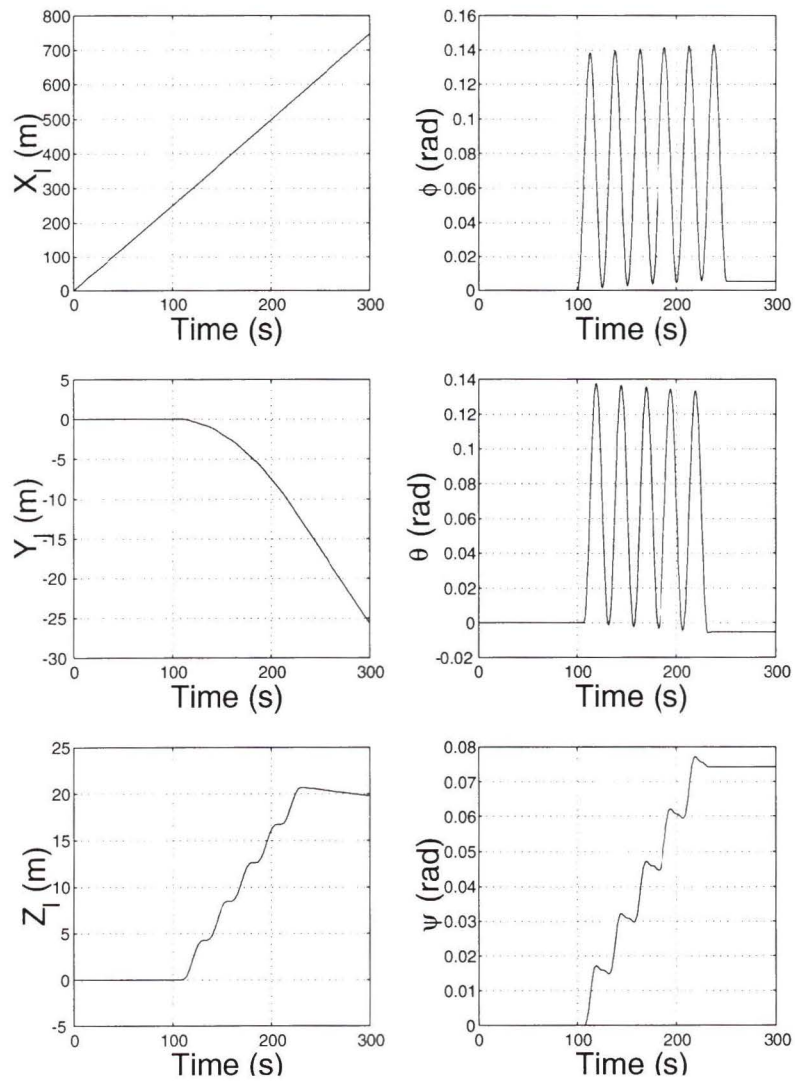 800
700
600
500
400
300
200
100
0
X_I (m)
0 100 200 300
Time (s)
0.16
0.14
0.12
0.1
0.08
0.06
0.04
0.02
0
ϕ (rad)
0 100 200 300
Time (s)
5
0
-5
-10
-15
-20
-25
-30
Y_I (m)
0 100 200 300
Time (s)
0.14
0.12
0.1
0.08
0.06
0.04
0.02
0
-0.02
θ (rad)
0 100 200 300
Time (s)
25
20
15
10
5
0
-5
Z_I (m)
0 100 200 300
Time (s)
0.08
0.07
0.06
0.05
0.04
0.03
0.02
0.01
0
ψ (rad)
0 100 200 300
Time (s)